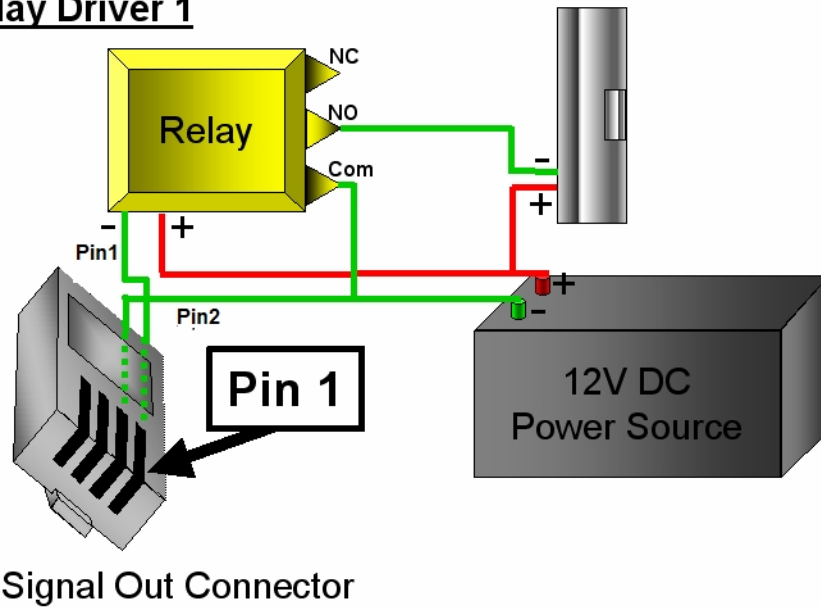 lay Driver 1
NC
Relay
NO
Com
-
+
-
+
Pin1
Pin2
+
-
Pin 1
12V DC
Power Source
Signal Out Connector